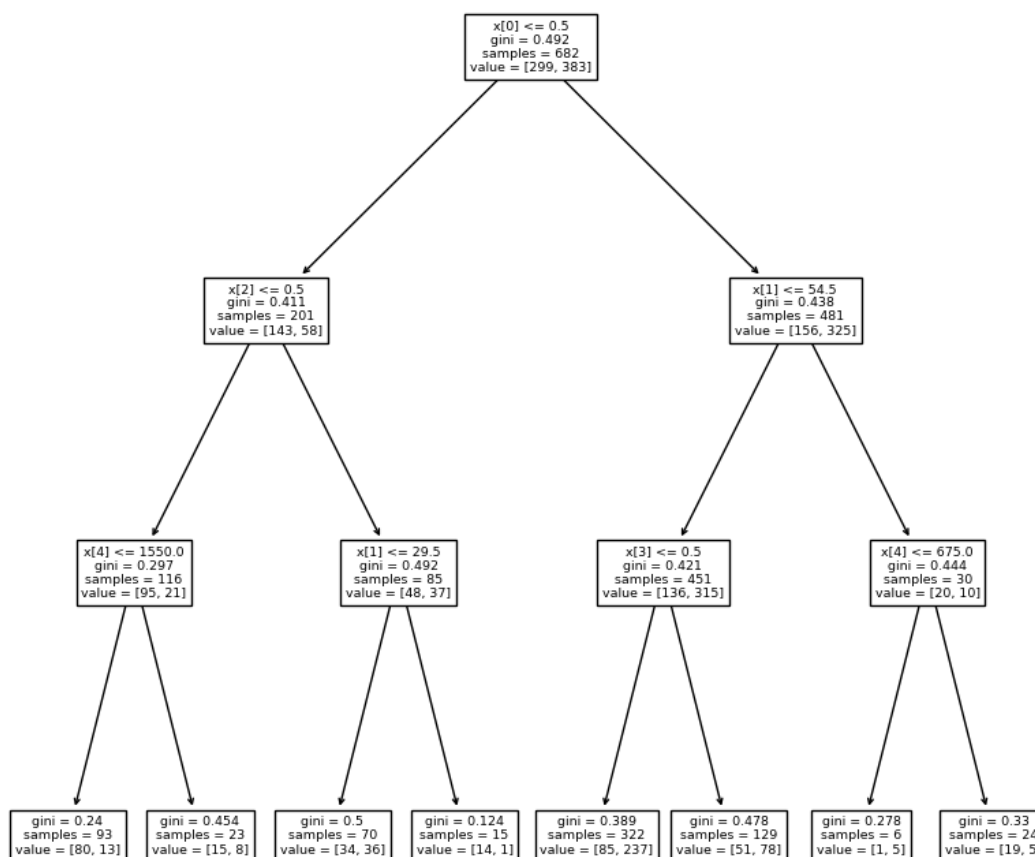 x[0] <= 0.5
gini = 0.492
samples = 682
value = [299, 383]
x[2] <= 0.5
gini = 0.411
samples = 201
value = [143, 58]
x[1] <= 54.5
gini = 0.438
samples = 481
value = [156, 325]
x[4] <= 1550.0
gini = 0.297
samples = 116
value = [95, 21]
x[1] <= 29.5
gini = 0.492
samples = 85
value = [48, 37]
x[3] <= 0.5
gini = 0.421
samples = 451
value = [136, 315]
x[4] <= 675.0
gini = 0.444
samples = 30
value = [20, 10]
gini = 0.24
samples = 93
value = [80, 13]
gini = 0.454
samples = 23
value = [15, 8]
gini = 0.5
samples = 70
value = [34, 36]
gini = 0.124
samples = 15
value = [14, 1]
gini = 0.389
samples = 322
value = [85, 237]
gini = 0.478
samples = 129
value = [51, 78]
gini = 0.278
samples = 6
value = [1, 5]
gini = 0.33
samples = 24
value = [19, 5]